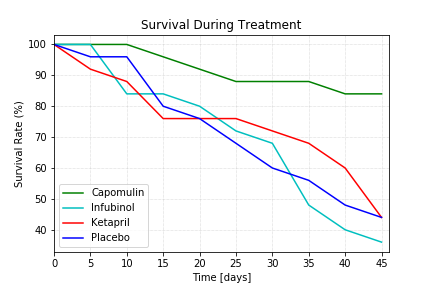 Survival During Treatment
Survival Rate (%)
100
90
80
70
60
50
40
Capomulin
Infubinol
Ketapril
Placebo
0 5 10 15 20 25 30 35 40 45
Time [days]